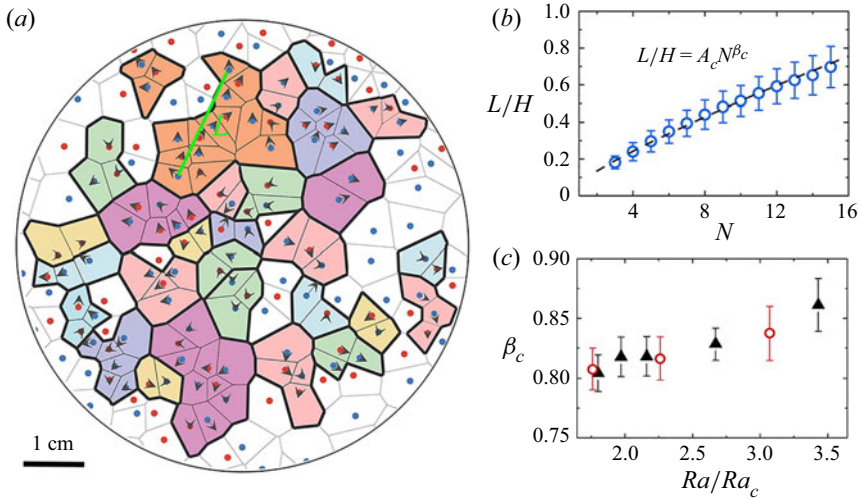 (a)
L
1 cm
(b)
1.0
0.8
0.6
0.4
0.2
0
L/H
L/H = A_c N^{β_c}
4 8 12 16
N
(c)
0.90
0.85
0.80
0.75
β_c
2.0 2.5 3.0 3.5
Ra/Ra_c